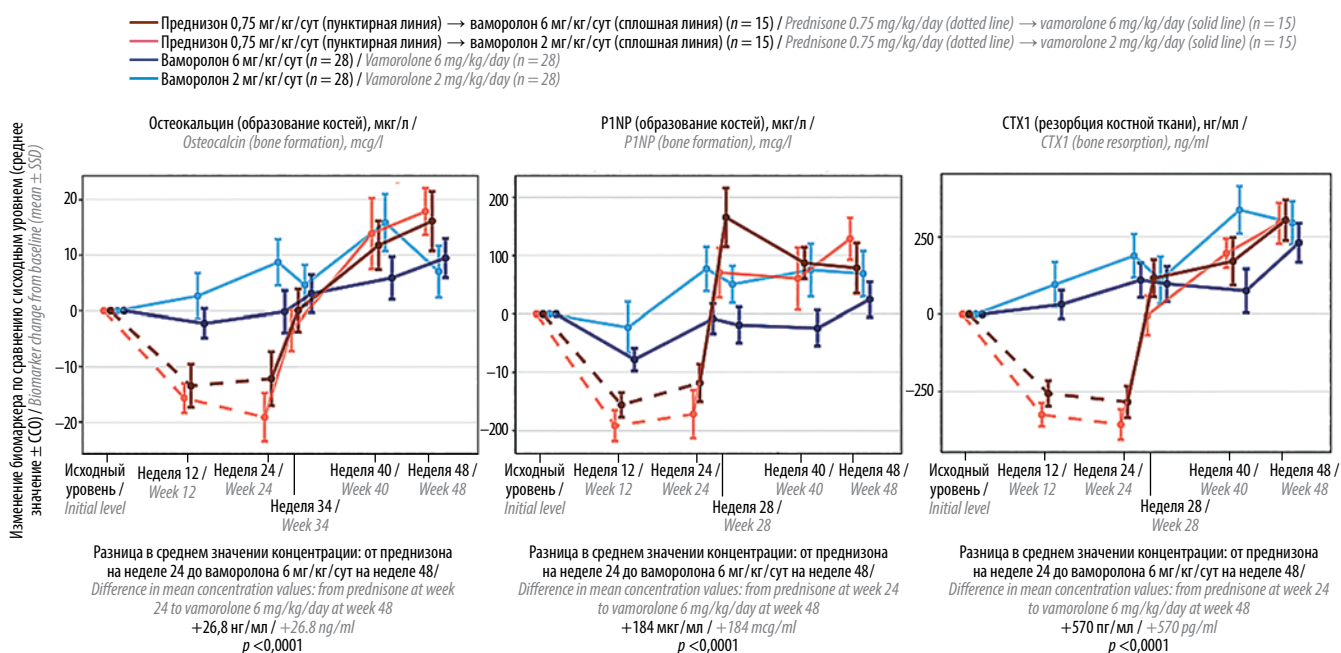 Преднизон 0,75 мг/кг/сут (пунктирная линия) → ваморолон 6 мг/кг/сут (сплошная линия) (n = 15) / Prednisone 0.75 mg/kg/day (dotted line) → vamorolone 6 mg/kg/day (solid line) (n = 15)
Преднизон 0,75 мг/кг/сут (пунктирная линия) → ваморолон 2 мг/кг/сут (сплошная линия) (n = 15) / Prednisone 0.75 mg/kg/day (dotted line) → vamorolone 2 mg/kg/day (solid line) (n = 15)
Ваморолон 6 мг/кг/сут (n = 28) / Vamorolone 6 mg/kg/day (n = 28)
Ваморолон 2 мг/кг/сут (n = 28) / Vamorolone 2 mg/kg/day (n = 28)
Изменение биомаркера по сравнению с исходным уровнем (среднее
значение ± ССО) / Biomarker change from baseline (mean ± SSD)
Остеокальцин (образование костей), мкг/л /
Osteocalcin (bone formation), mcg/l
20
10
0
–10
–20
Исходный
уровень /
Initial level
Неделя 12 /
Week 12
Неделя 24 /
Week 24
Неделя 34 /
Week 34
Неделя 40 /
Week 40
Неделя 48 /
Week 48
Разница в среднем значении концентрации: от преднизона
на неделе 24 до ваморолона 6 мг/кг/сут на неделе 48/
Difference in mean concentration values: from prednisone at week
24 to vamorolone 6 mg/kg/day at week 48
+26,8 нг/мл / +26.8 ng/ml
p <0,0001
P1NP (образование костей), мкг/л /
P1NP (bone formation), mcg/l
200
100
0
–10
–200
Исходный
уровень /
Initial level
Неделя 12 /
Week 12
Неделя 24 /
Week 24
Неделя 28 /
Week 28
Неделя 40 /
Week 40
Неделя 48 /
Week 48
Разница в среднем значении концентрации: от преднизона
на неделе 24 до ваморолона 6 мг/кг/сут на неделе 48/
Difference in mean concentration values: from prednisone at week 24
to vamorolone 6 mg/kg/day at week 48
+184 мкг/мл / +184 mcg/ml
p <0,0001
CTX1 (резорбция костной ткани), нг/мл /
CTX1 (bone resorption), ng/ml
250
0
–250
Исходный
уровень /
Initial level
Неделя 12 /
Week 12
Неделя 24 /
Week 24
Неделя 28 /
Week 28
Неделя 40 /
Week 40
Неделя 48 /
Week 48
Разница в среднем значении концентрации: от преднизона
на неделе 24 до ваморолона 6 мг/кг/сут на неделе 48/
Difference in mean concentration values: from prednisone at week 24
to vamorolone 6 mg/kg/day at week 48
+570 пг/мл / +570 pg/ml
p <0,0001